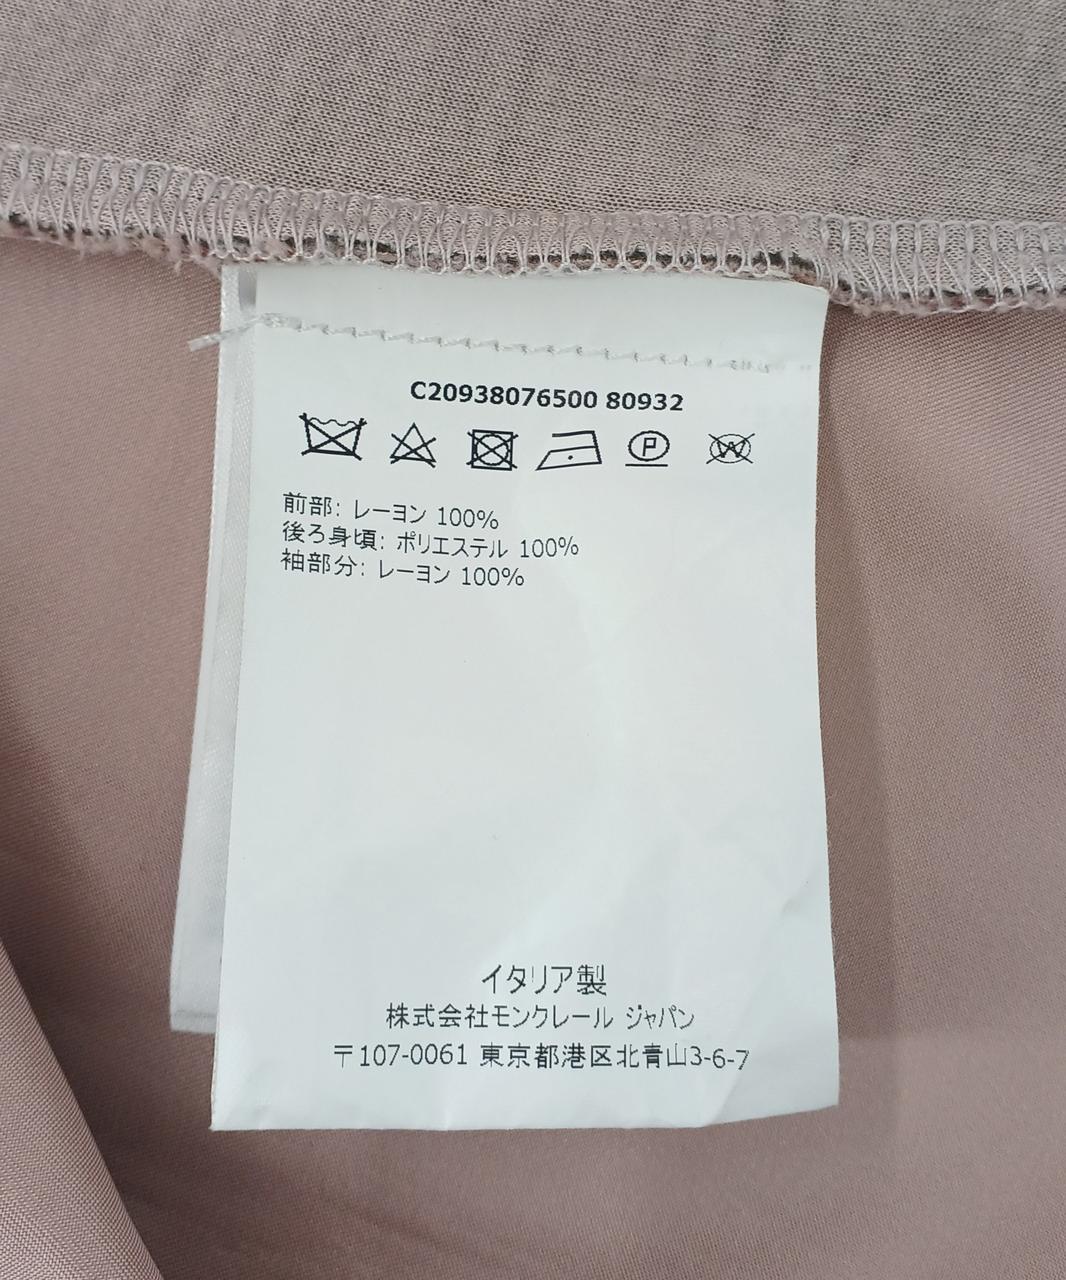 C20938076500 80932
P
W
前部: レーヨン 100%
後ろ身頃: ポリエステル 100%
袖部分: レーヨン 100%
イタリア製
株式会社モンクレール ジャパン
〒107-0061 東京都港区北青山3-6-7